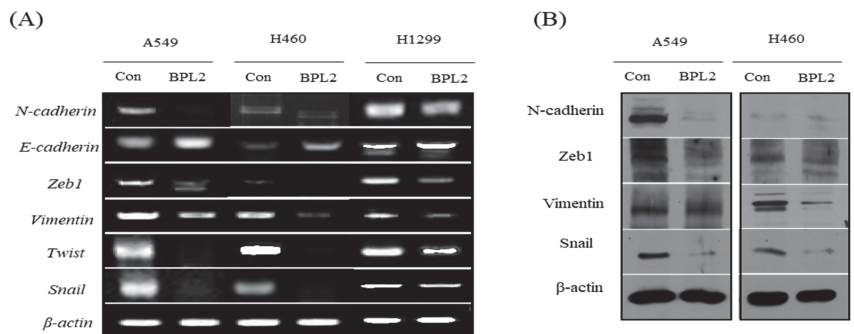 (A)
A549 H460 H1299
Con BPL2 Con BPL2 Con BPL2
N-cadherin
E-cadherin
Zeb1
Vimentin
Twist
Snail
β-actin
(B)
A549 H460
Con BPL2 Con BPL2
N-cadherin
Zeb1
Vimentin
Snail
β-actin